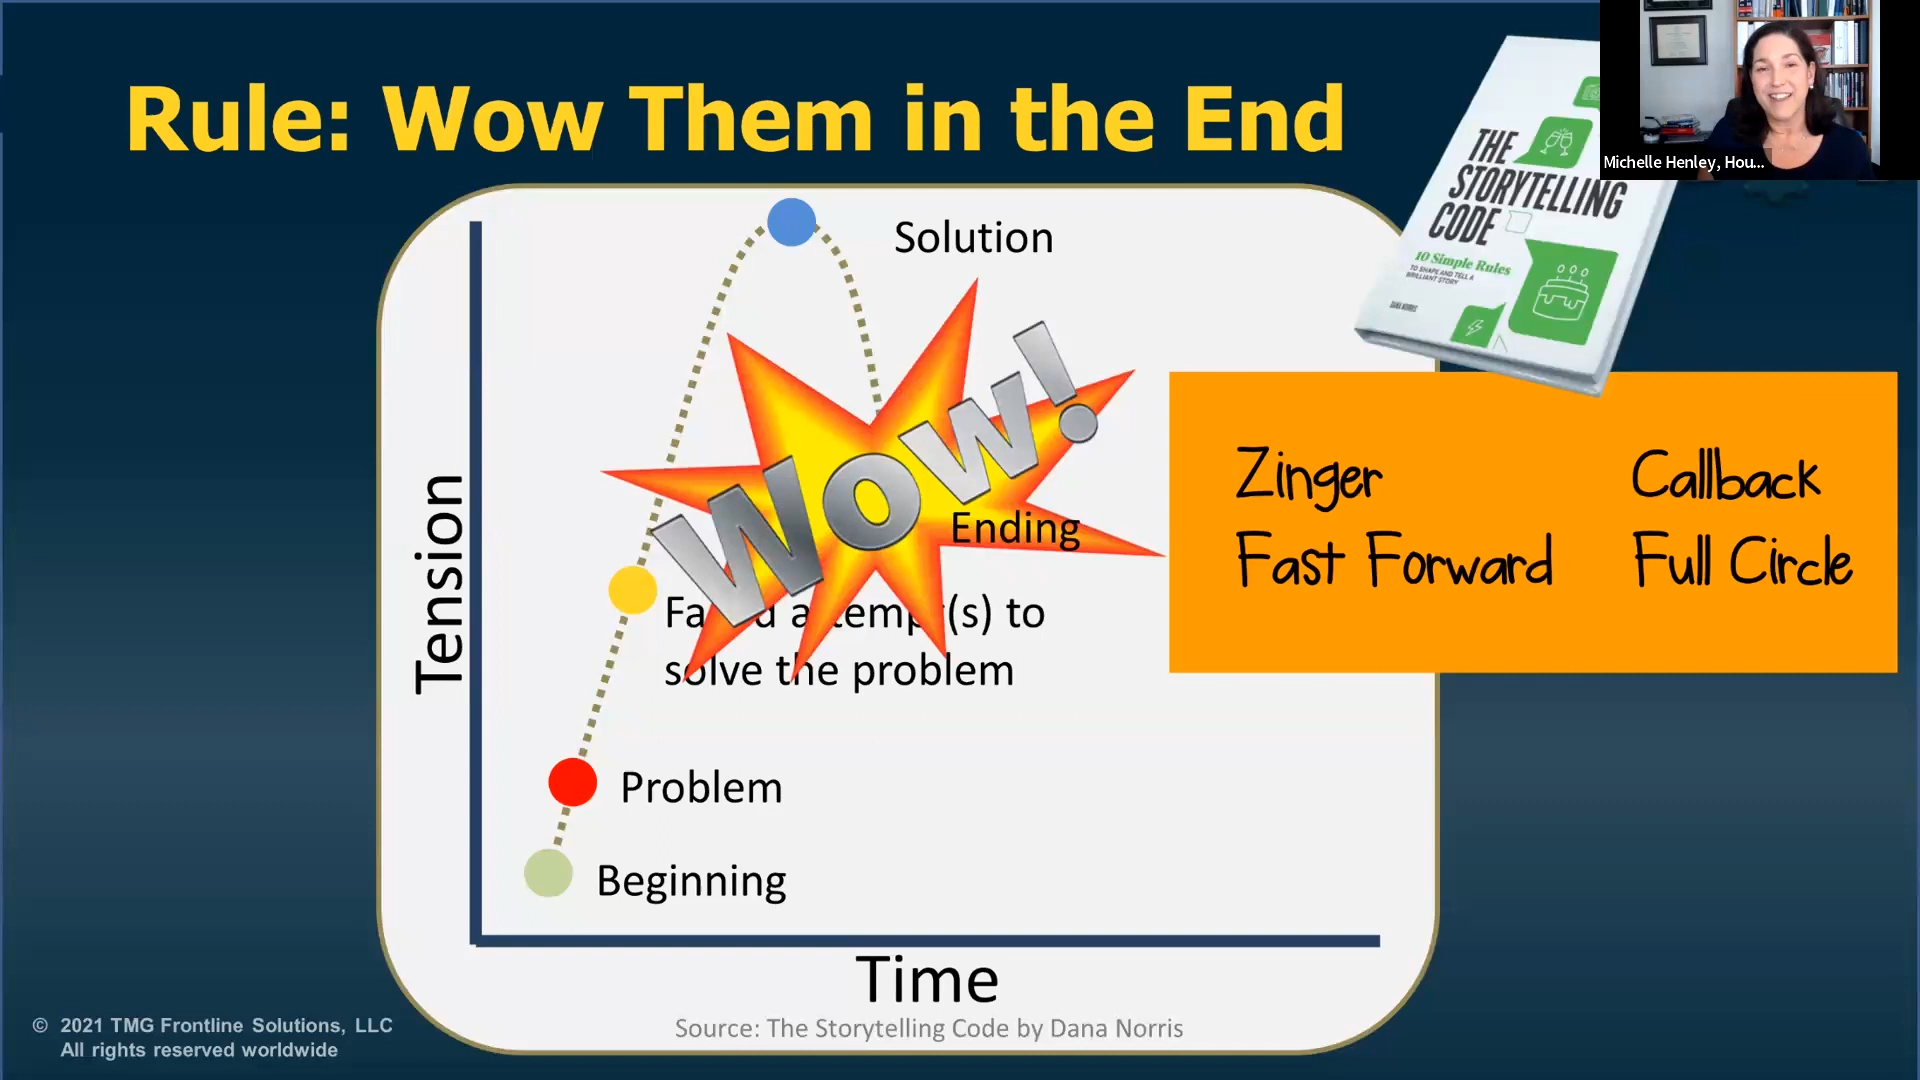 Rule: Wow Them in the End
Michelle Henley, Hou...
THE
STORYTELLING
CODE
10 Simple Rules
TO SHAPE AND TELL A
BRILLIANT STORY
DANA NORRIS
Solution
Wow!
Ending
Failed attempt(s) to
solve the problem
Problem
Beginning
Tension
Time
Source: The Storytelling Code by Dana Norris
Zinger
Callback
Fast Forward
Full Circle
© 2021 TMG Frontline Solutions, LLC
All rights reserved worldwide